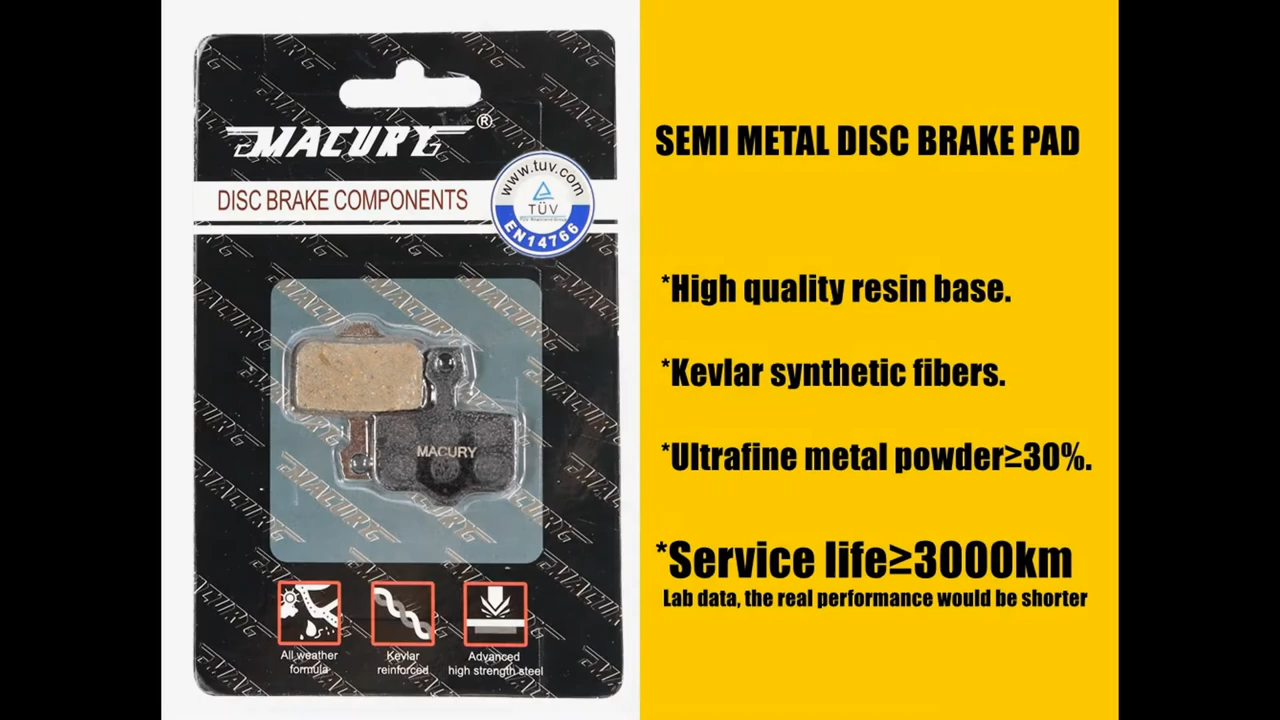 MACURY®
DISC BRAKE COMPONENTS
www.tuv.com
TÜV
EN14766
MACURY
All weather
formula
Kevlar
reinforced
Advanced
high strength steel
SEMI METAL DISC BRAKE PAD
*High quality resin base.
*Kevlar synthetic fibers.
*Ultrafine metal powder≥30%.
*Service life≥3000km
Lab data, the real performance would be shorter